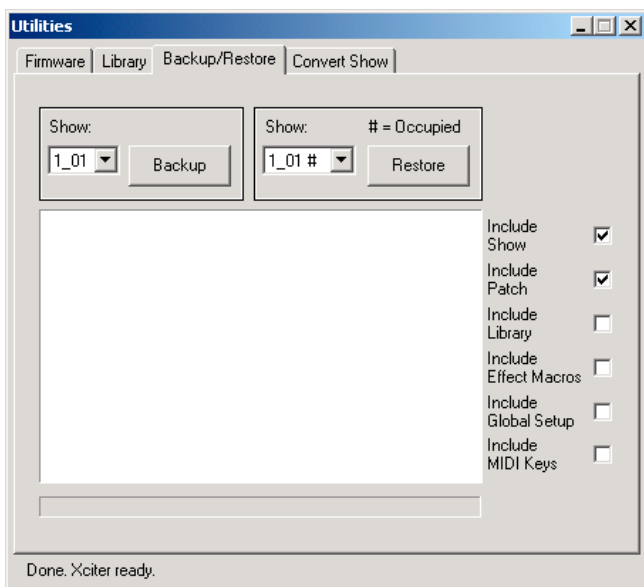 Utilities
Firmware Library Backup/Restore Convert Show
Show:
1_01
Backup
Show: # = Occupied
1_01 #
Restore
Include
Show
Include
Patch
Include
Library
Include
Effect Macros
Include
Global Setup
Include
MIDI Keys
Done. Xciter ready.